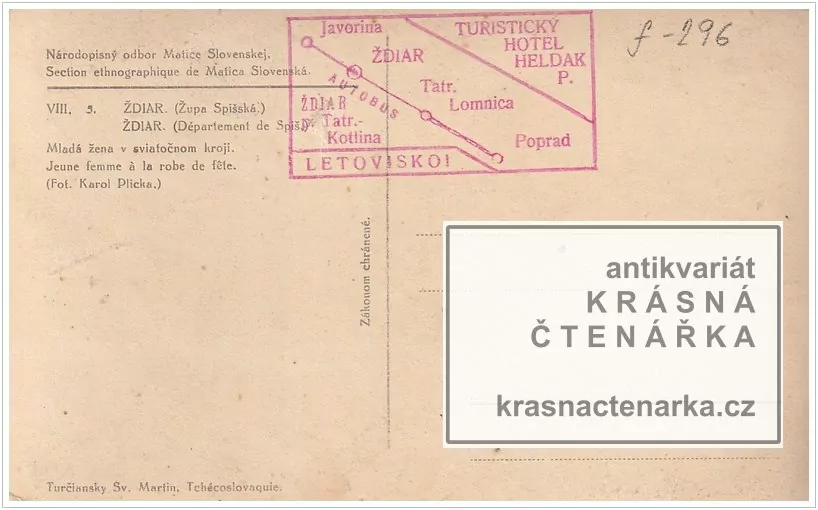 Národopisný odbor Matice Slovenskej.
Section ethnographique de Matica Slovenská.
VIII, 5. ŽDIAR. (Župa Spišská.)
ŽDIAR. (Département de Spiš.)
Mladá žena v sviatočnom kroji.
Jeune femme à la robe de fête.
(Fot. Karol Plicka.)
Javorina
TURISTICKÝ
HOTEL
HELDAK
P.
ŽDIAR
AUTOBUS
Tatr.
Lomnica
ŽDIAR
Tatr.-
Kotlina
Poprad
LETOVISKO!
f-296
Zákonom chránené.
antikvariát
KRÁSNÁ
ČTENÁŘKA
krasnactenarka.cz
Turčiansky Sv. Martin, Tchécoslovaquie.